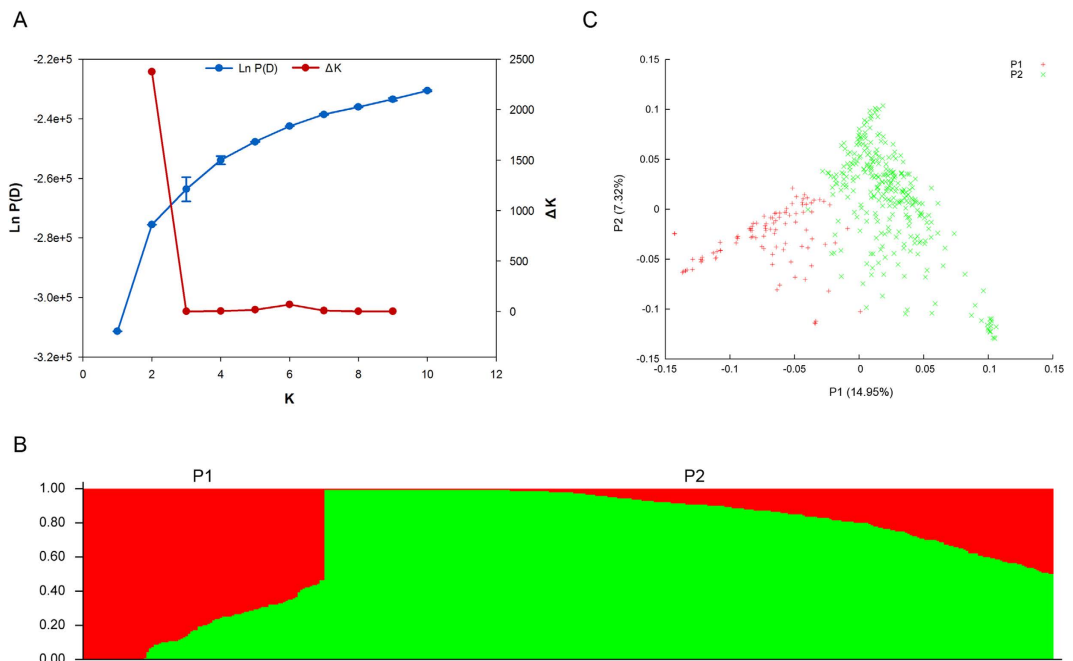 A
Ln P(D) ΔK
-2.2e+5
-2.4e+5
-2.6e+5
-2.8e+5
-3.0e+5
-3.2e+5
Ln P(D)
2500
2000
1500
1000
500
0
ΔK
0 2 4 6 8 10 12
K
C
P1
P2
0.15
0.1
0.05
0
-0.05
-0.1
-0.15
P2 (7.32%)
-0.15 -0.1 -0.05 0 0.05 0.1 0.15
P1 (14.95%)
B
P1 P2
1.00
0.80
0.60
0.40
0.20
0.00